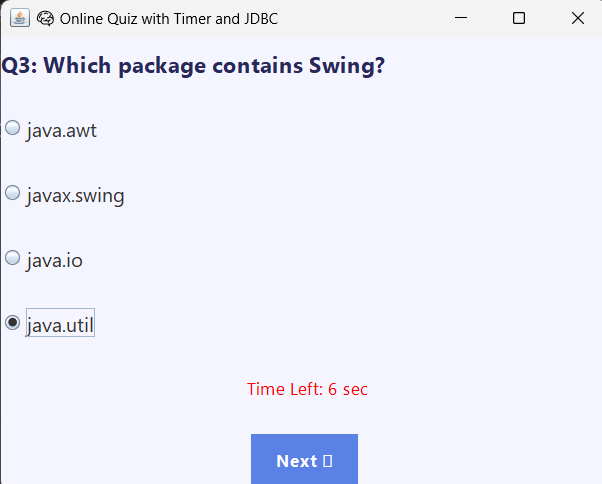 Online Quiz with Timer and JDBC
Q3: Which package contains Swing?
java.awt
javax.swing
java.io
java.util
Time Left: 6 sec
Next